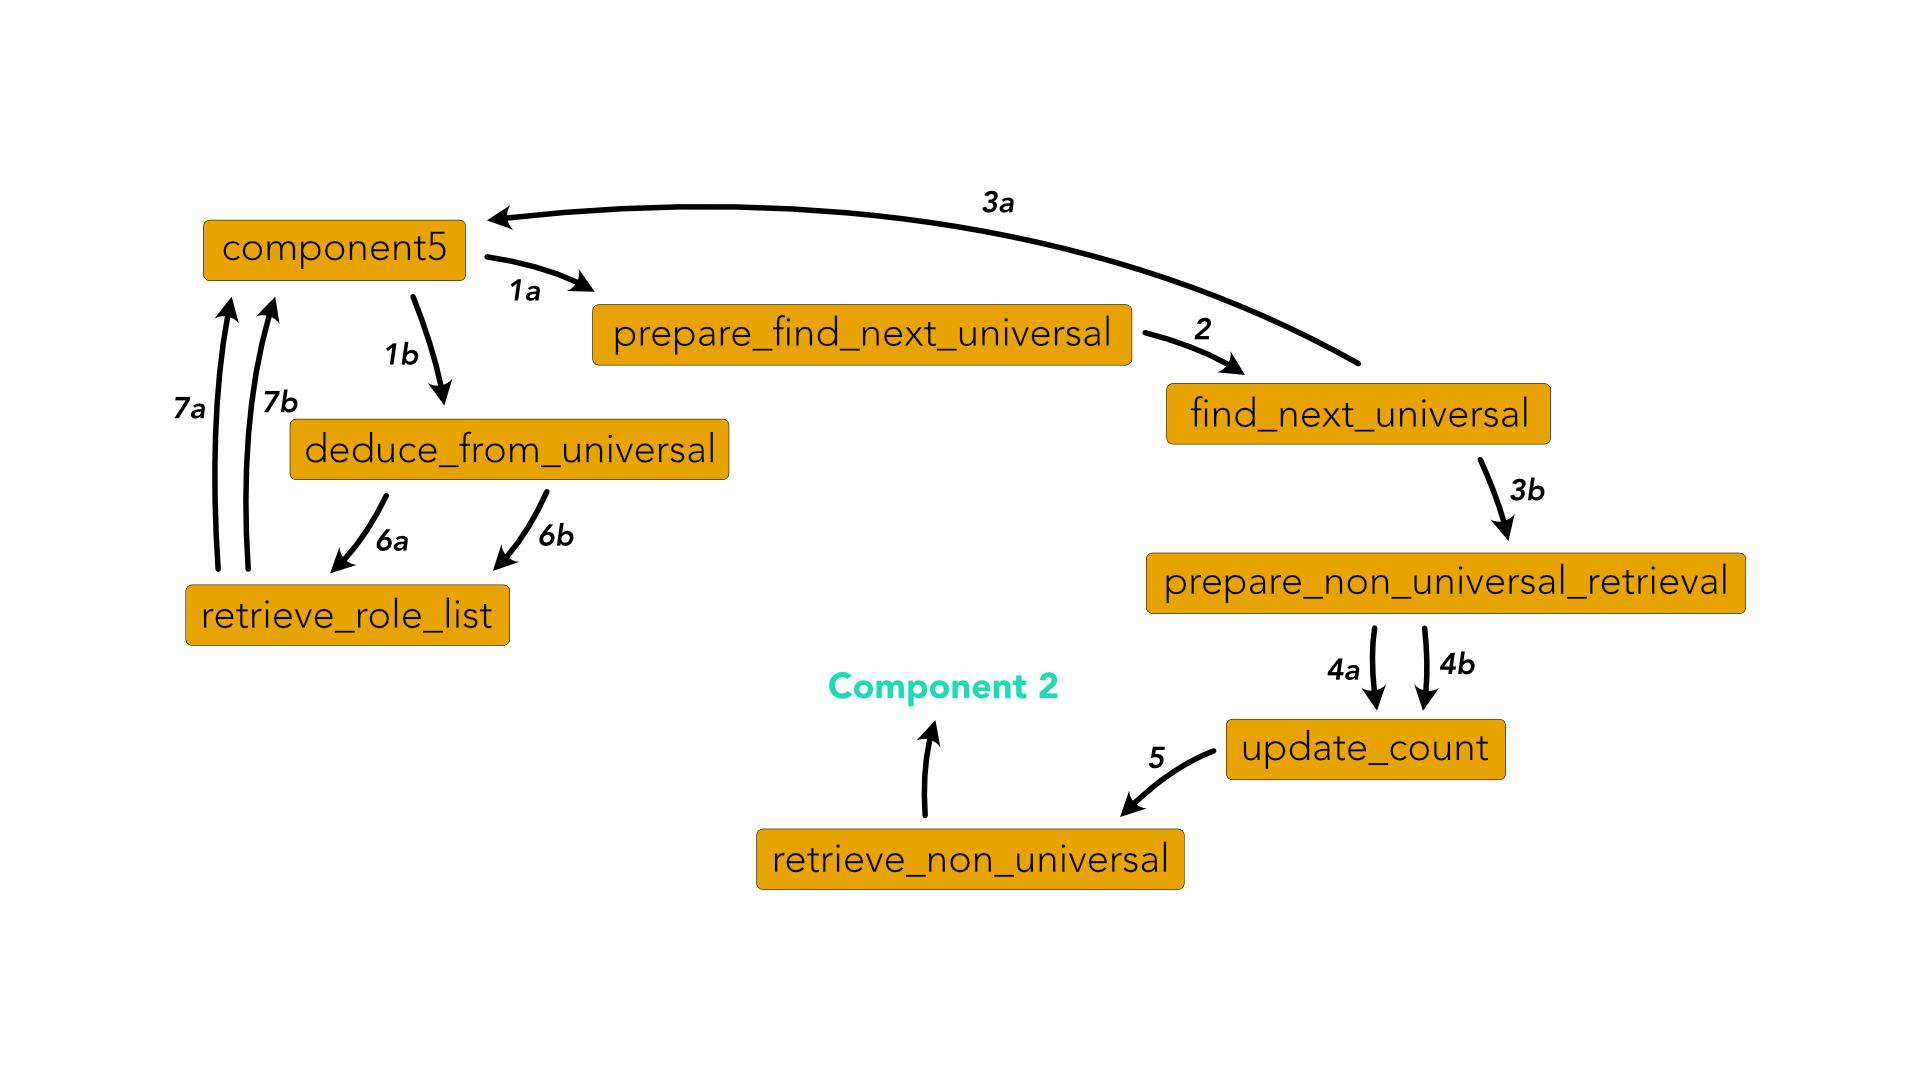 3a
component5
1a
prepare_find_next_universal
2
1b
7a
7b
find_next_universal
deduce_from_universal
3b
6a
6b
prepare_non_universal_retrieval
retrieve_role_list
4a
4b
Component 2
update_count
5
retrieve_non_universal